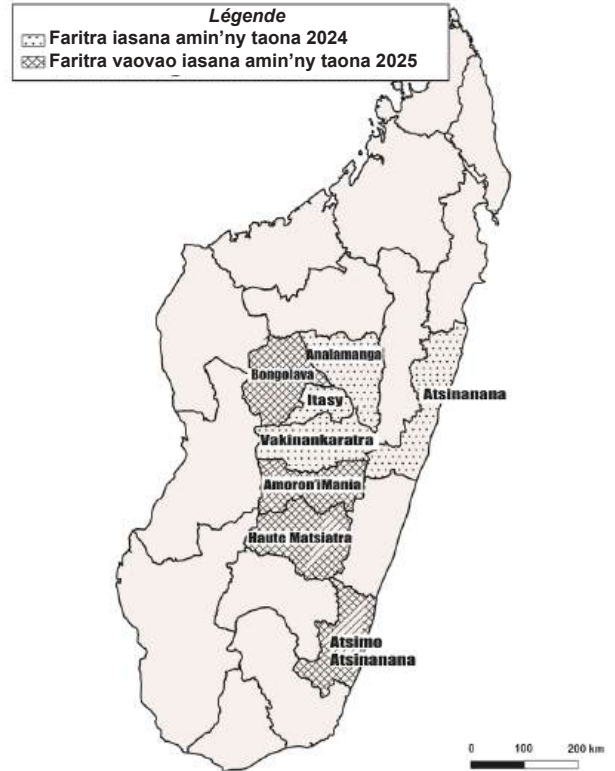 Légende
Faritra iasana amin’ny taona 2024
Faritra vaovao iasana amin’ny taona 2025
Analamanga
Bongolava
Itasy
Atsinanana
Vakinankaratra
Amoron’iMania
Haute Matsiatra
Atsimo
Atsinanana
0 100 200 km